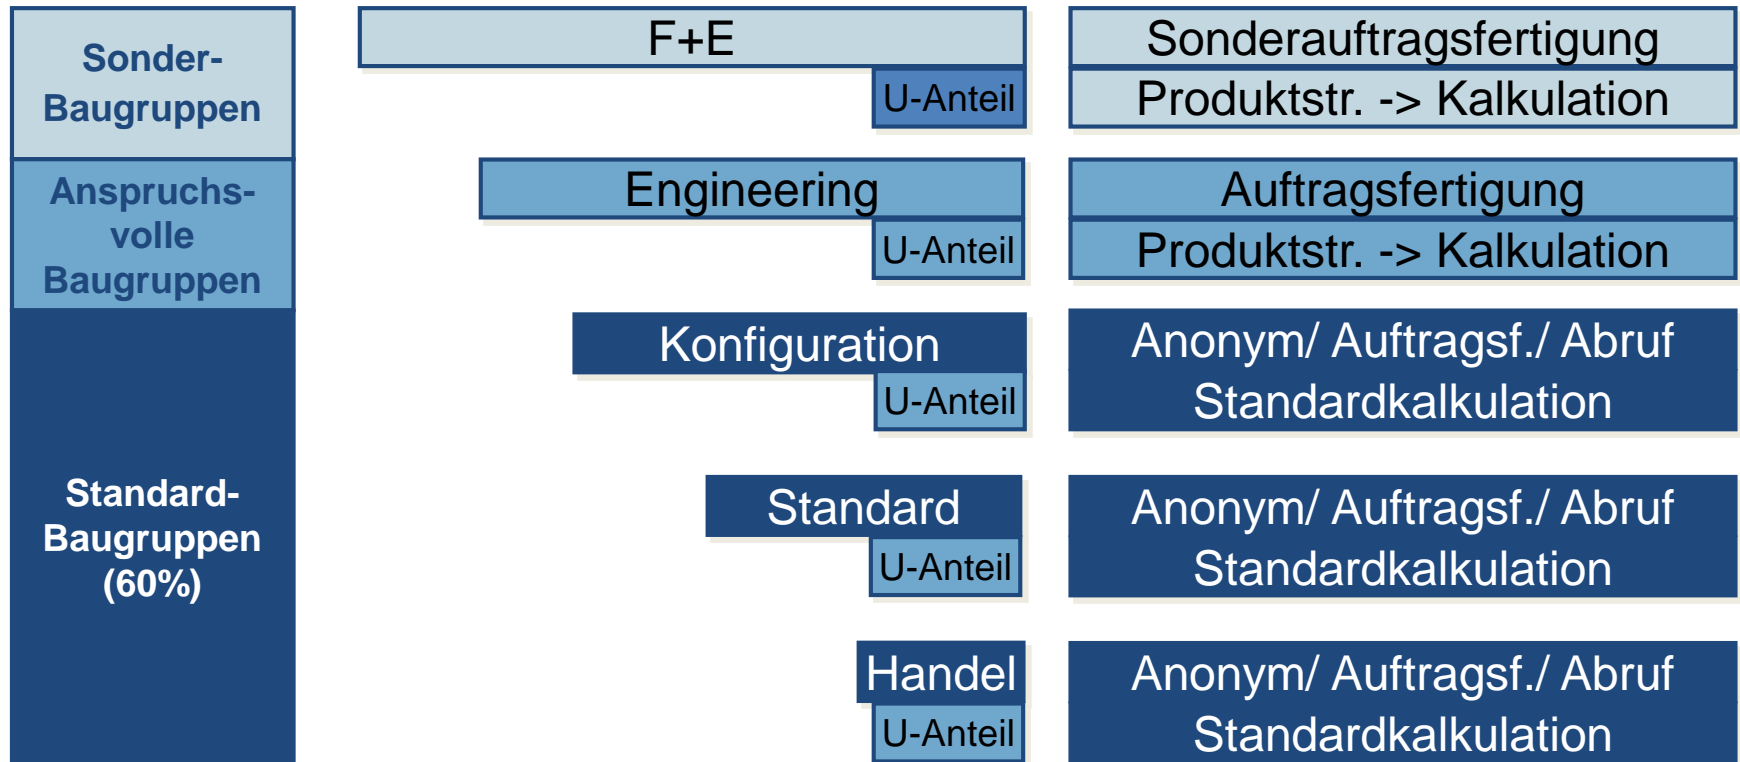 Sonder-
Baugruppen
F+E
U-Anteil
Sonderauftragsfertigung
Produktstr. -> Kalkulation
Anspruchs-
volle
Baugruppen
Engineering
U-Anteil
Auftragsfertigung
Produktstr. -> Kalkulation
Standard-
Baugruppen
(60%)
Konfiguration
U-Anteil
Anonym/ Auftragsf./ Abruf
Standardkalkulation
Standard
U-Anteil
Anonym/ Auftragsf./ Abruf
Standardkalkulation
Handel
U-Anteil
Anonym/ Auftragsf./ Abruf
Standardkalkulation